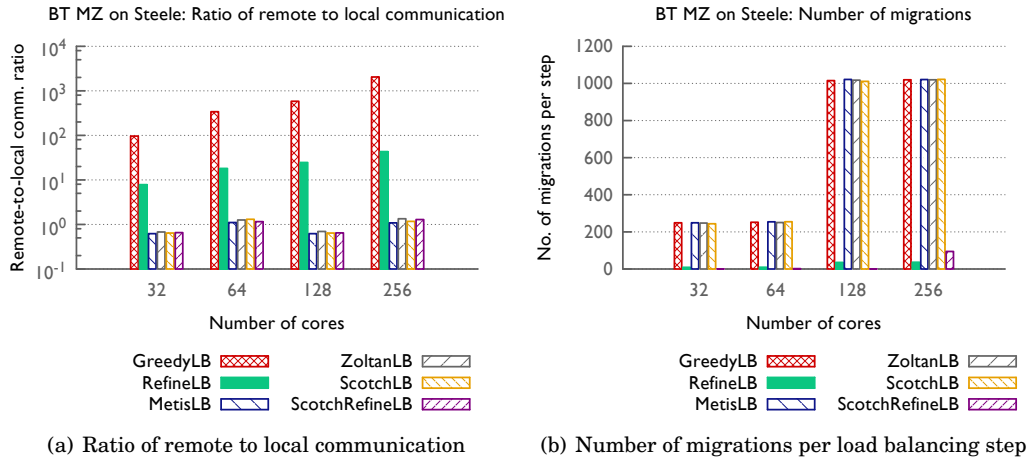 BT MZ on Steele: Ratio of remote to local communication
Remote-to-local comm. ratio
10^4
10^3
10^2
10^1
10^0
10^-1
32 64 128 256
Number of cores
GreedyLB ZoltanLB
RefineLB ScotchLB
MetisLB ScotchRefineLB
(a) Ratio of remote to local communication
BT MZ on Steele: Number of migrations
No. of migrations per step
1200
1000
800
600
400
200
0
32 64 128 256
Number of cores
GreedyLB ZoltanLB
RefineLB ScotchLB
MetisLB ScotchRefineLB
(b) Number of migrations per load balancing step